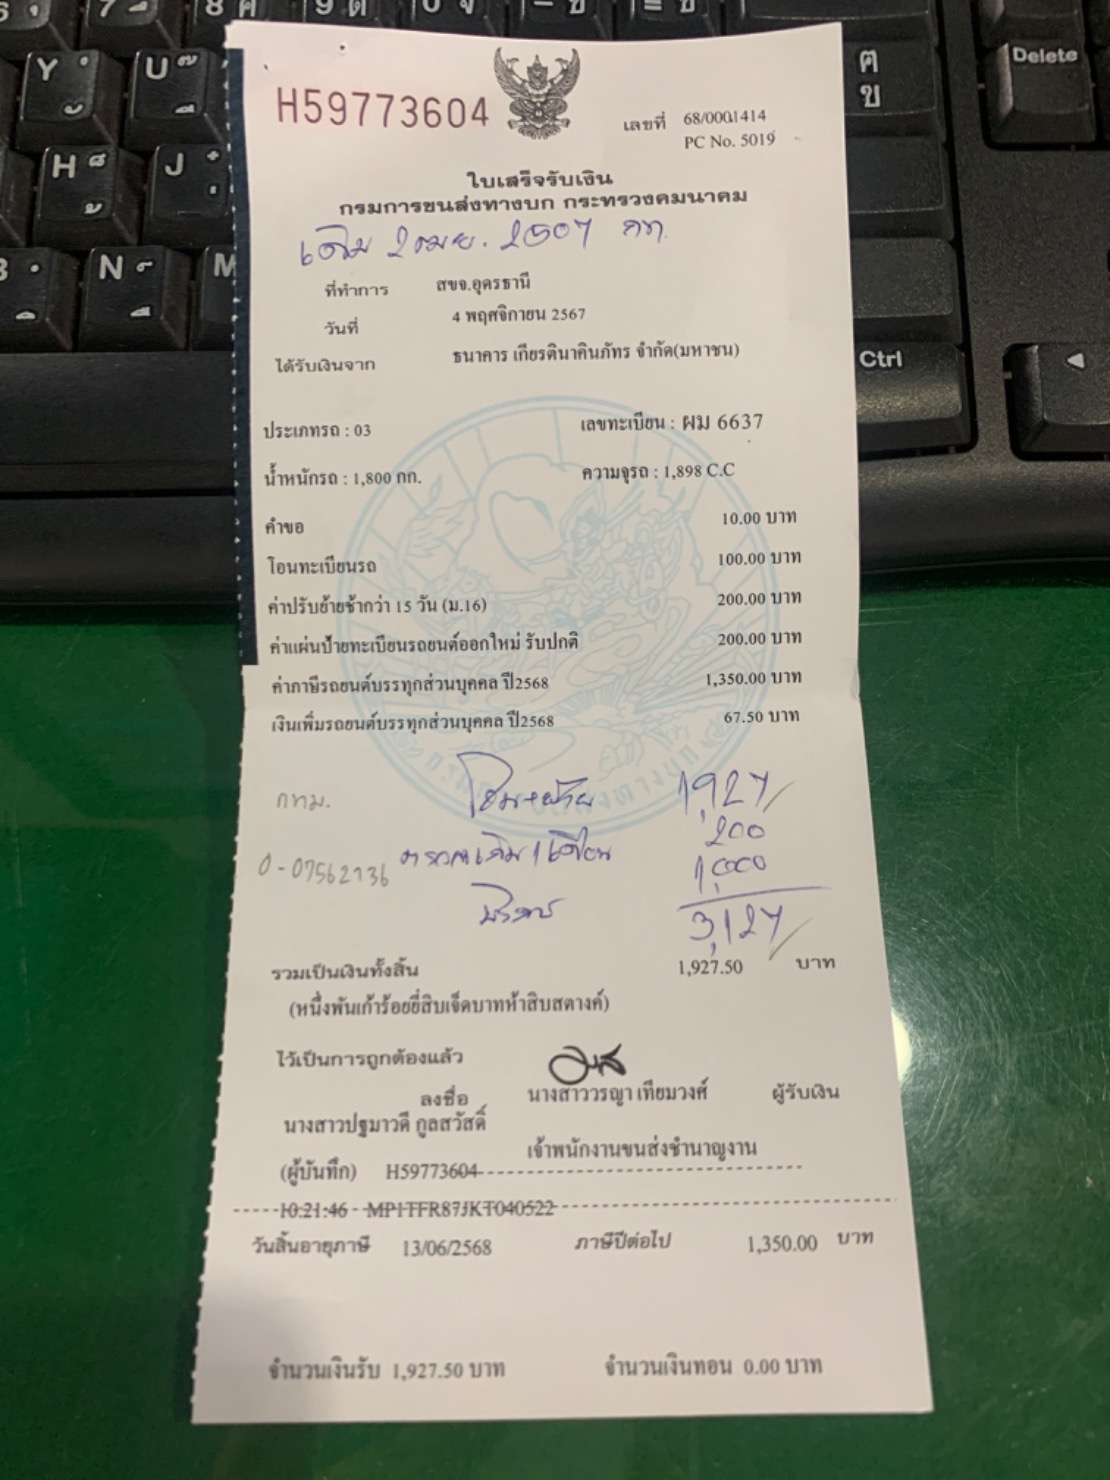 H59773604
เลขที่ 68/0001414
PC No. 5019
ใบเสร็จรับเงิน
กรมการขนส่งทางบก กระทรวงคมนาคม
เดิม 2 เมย. 2507 กท.
ที่ทำการ สขจ.อุดรธานี
วันที่ 4 พฤศจิกายน 2567
ได้รับเงินจาก ธนาคาร เกียรตินาคินภัทร จำกัด(มหาชน)
ประเภทรถ : 03 เลขทะเบียน : ผม 6637
น้ำหนักรถ : 1,800 กก. ความจุรถ : 1,898 C.C
คำขอ 10.00 บาท
โอนทะเบียนรถ 100.00 บาท
ค่าปรับย้ายช้ากว่า 15 วัน (ม.16) 200.00 บาท
ค่าแผ่นป้ายทะเบียนรถยนต์ออกใหม่ รับปกติ 200.00 บาท
ค่าภาษีรถยนต์บรรทุกส่วนบุคคล ปี2568 1,350.00 บาท
เงินเพิ่มรถยนต์บรรทุกส่วนบุคคล ปี2568 67.50 บาท
กทม. 1,927
200
0-07562136 1,000
บริการ 3,127
รวมเป็นเงินทั้งสิ้น 1,927.50 บาท
(หนึ่งพันเก้าร้อยยี่สิบเจ็ดบาทห้าสิบสตางค์)
ไว้เป็นการถูกต้องแล้ว
ลงชื่อ นางสาววรญา เทียมวงศ์ ผู้รับเงิน
นางสาวปฐมาวดี กูลสวัสดิ์
เจ้าพนักงานขนส่งชำนาญงาน
(ผู้บันทึก) H59773604
10:21:46 MP1TFR87JKT040522
วันสิ้นอายุภาษี 13/06/2568 ภาษีปีต่อไป 1,350.00 บาท
จำนวนเงินรับ 1,927.50 บาท จำนวนเงินทอน 0.00 บาท